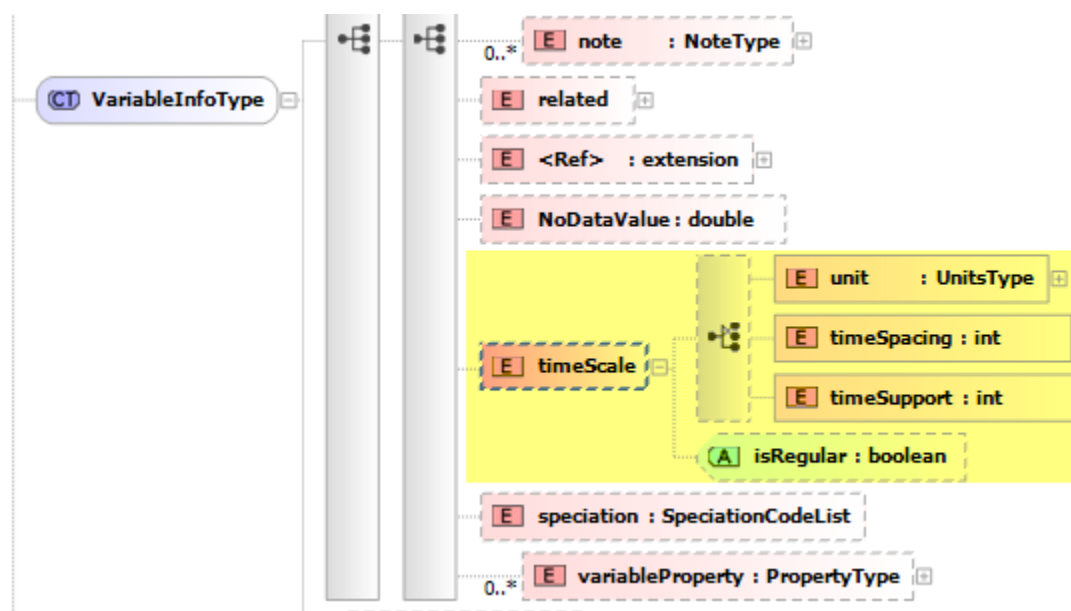 E note : NoteType
0..*
CT VariableInfoType
E related
E <Ref> : extension
E NoDataValue : double
E unit : UnitsType
E timeSpacing : int
E timeScale
E timeSupport : int
A isRegular : boolean
E speciation : SpeciationCodeList
E variableProperty : PropertyType
0..*